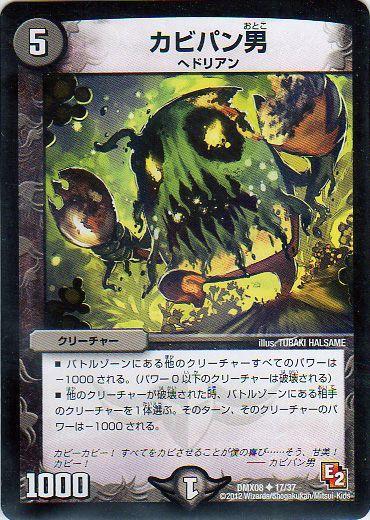 5
おとこ
カビパン男
ヘドリアン
クリーチャー
illus.TUBAKI HALSAME
■ バトルゾーンにある他のクリーチャーすべてのパワーは
-1000される。(パワー0以下のクリーチャーは破壊される)
■ 他のクリーチャーが破壊された時、バトルゾーンにある相手
のクリーチャーを1体選ぶ。そのターン、そのクリーチャーのパ
ワーは-1000される。
カビーカビー! すべてをカビさせることが僕の喜び——そう、甘美!
カビー! ——カビパン男
1000
DMX08 ◆ 17/37
©2012 Wizards/Shogakukan/Mitsui-Kids
E2